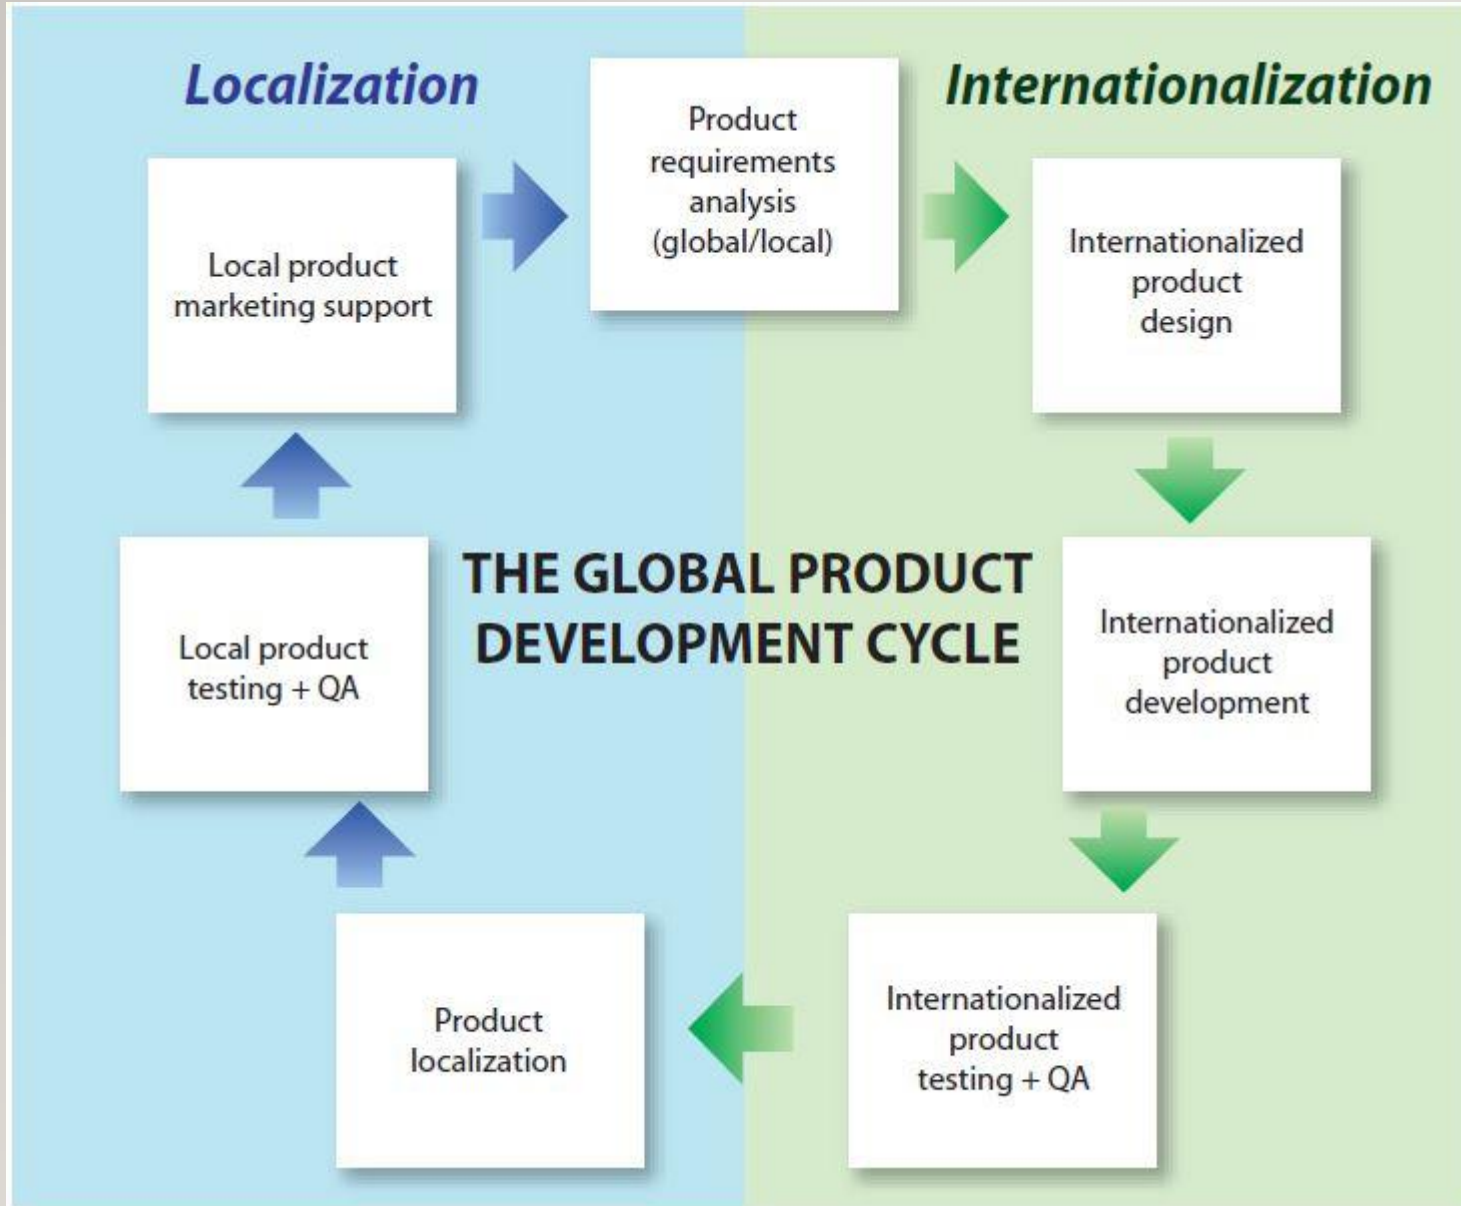 Localization
Internationalization
Product
requirements
analysis
(global/local)
Internationalized
product
design
Internationalized
product
development
Internationalized
product
testing + QA
Product
localization
Local product
testing + QA
Local product
marketing support
THE GLOBAL PRODUCT
DEVELOPMENT CYCLE